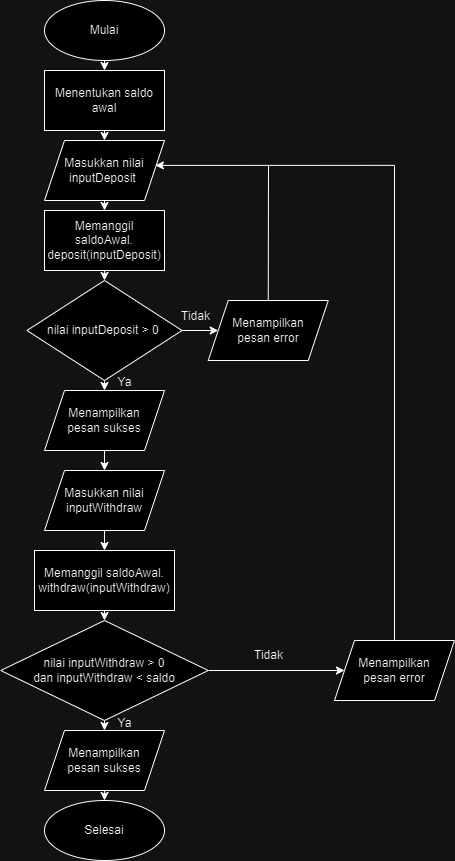 Mulai
Menentukan saldo
awal
Masukkan nilai
inputDeposit
Memanggil
saldoAwal.
deposit(inputDeposit)
nilai inputDeposit > 0
Tidak
Menampilkan
pesan error
Ya
Menampilkan
pesan sukses
Masukkan nilai
inputWithdraw
Memanggil saldoAwal.
withdraw(inputWithdraw)
nilai inputWithdraw > 0
dan inputWithdraw < saldo
Tidak
Menampilkan
pesan error
Ya
Menampilkan
pesan sukses
Selesai